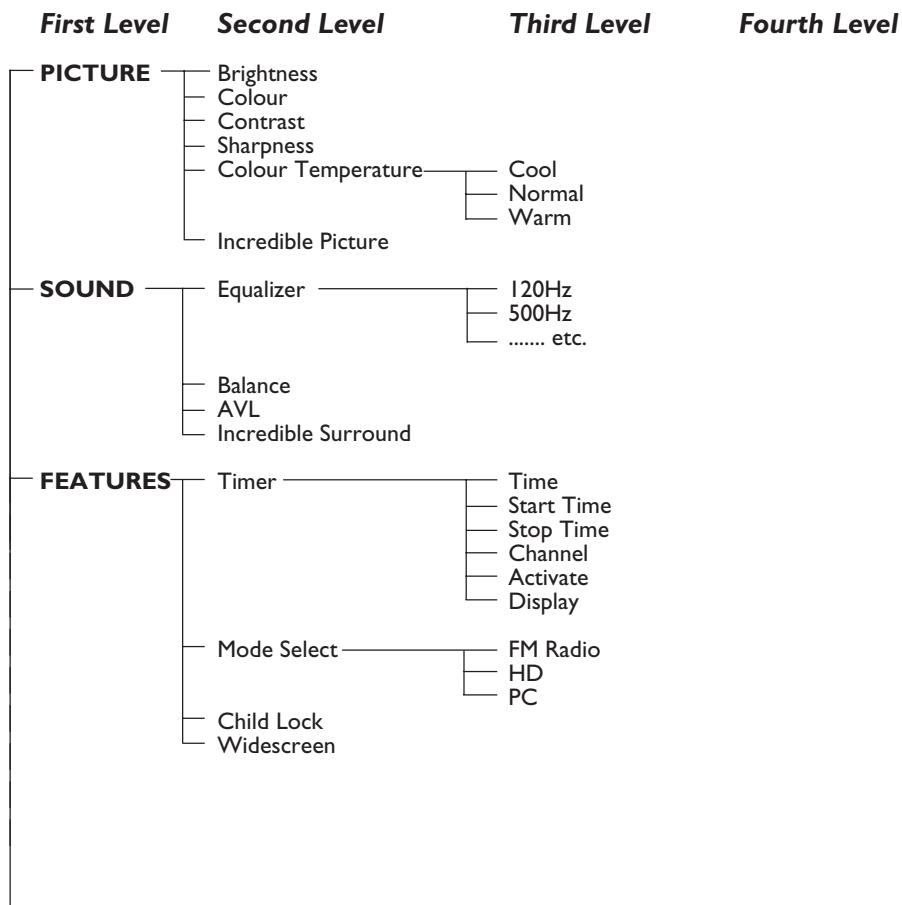 First Level Second Level Third Level Fourth Level
PICTURE Brightness
Colour
Contrast
Sharpness
Colour Temperature Cool
Normal
Warm
Incredible Picture
SOUND Equalizer 120Hz
500Hz
....... etc.
Balance
AVL
Incredible Surround
FEATURES Timer Time
Start Time
Stop Time
Channel
Activate
Display
Mode Select FM Radio
HD
PC
Child Lock
Widescreen